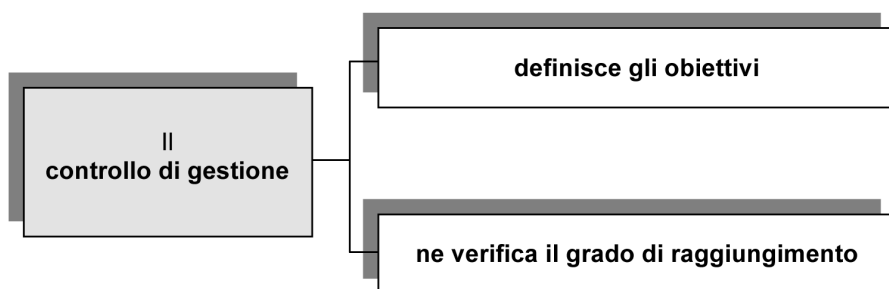 Il
controllo di gestione
definisce gli obiettivi
ne verifica il grado di raggiungimento